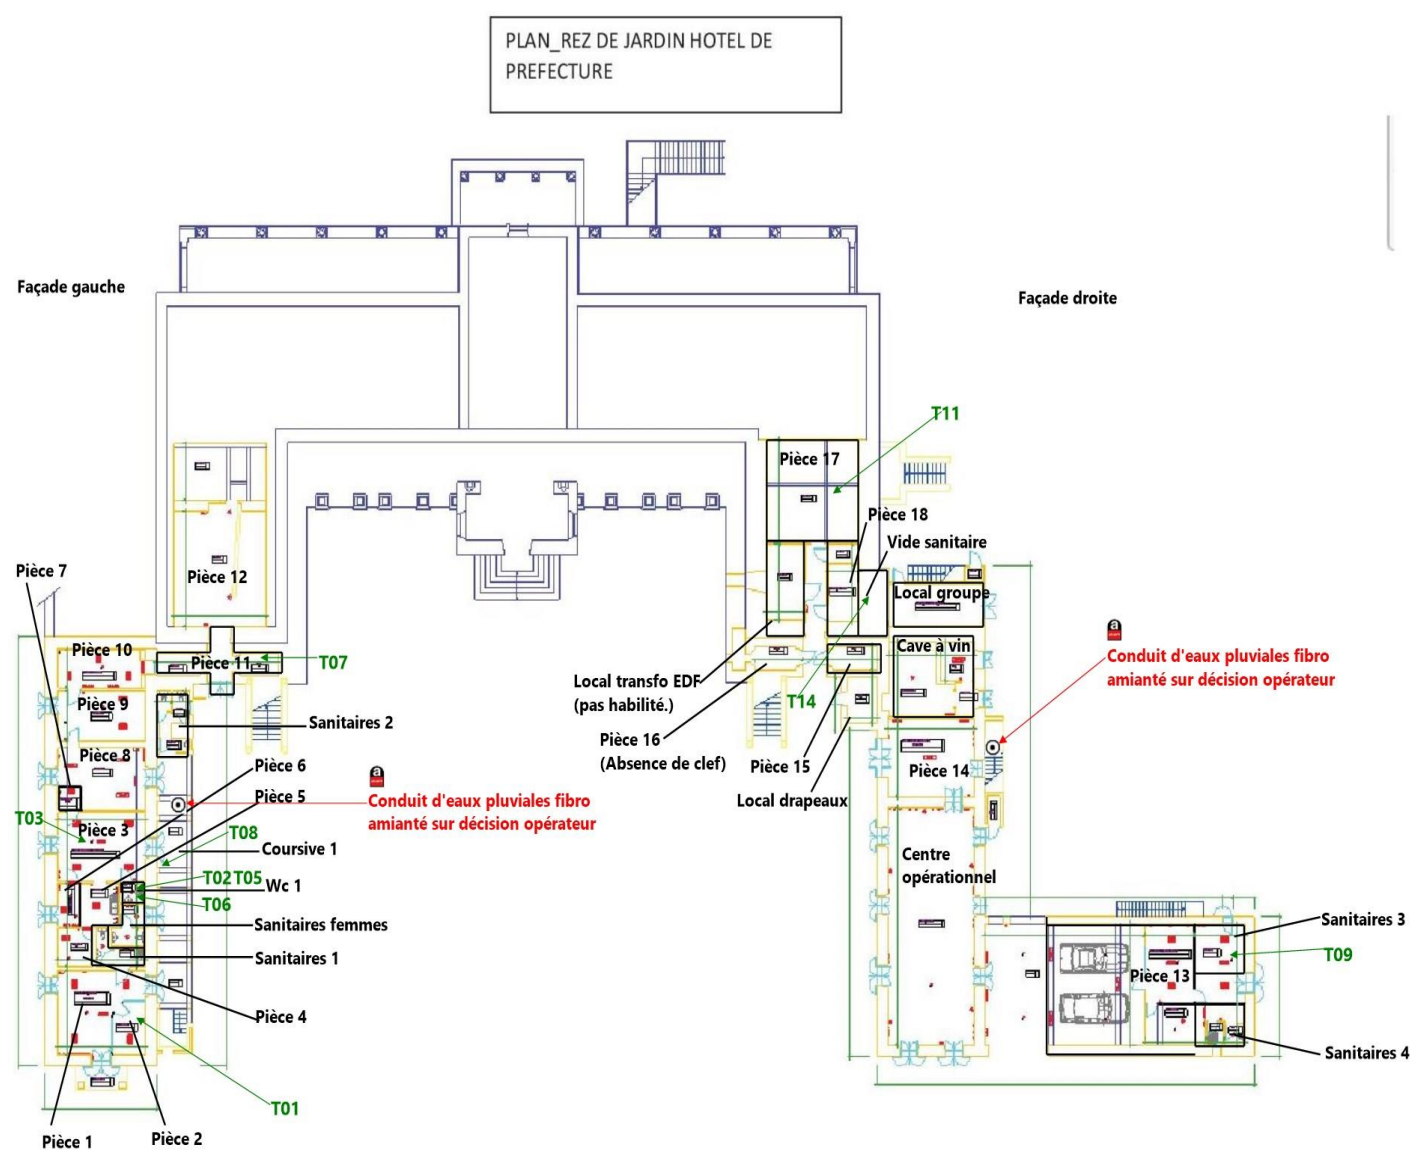 PLAN_REZ DE JARDIN HOTEL DE
PREFECTURE
Façade gauche
Façade droite
T11
Pièce 17
Pièce 18
Vide sanitaire
Pièce 12
Pièce 7
Local groupe
Pièce 10
Pièce 11
T07
Cave à vin
Conduit d'eaux pluviales fibro
amianté sur décision opérateur
Local transfo EDF
(pas habilité.)
T14
Pièce 9
Sanitaires 2
Pièce 16
(Absence de clef)
Pièce 8
Pièce 6
Pièce 15
Pièce 14
Pièce 5
Conduit d'eaux pluviales fibro
amianté sur décision opérateur
Local drapeaux
T03
Pièce 3
T08
Coursive 1
Centre
opérationnel
T02 T05
Wc 1
T06
Sanitaires femmes
Sanitaires 3
Sanitaires 1
T09
Pièce 13
Pièce 4
Sanitaires 4
T01
Pièce 1
Pièce 2